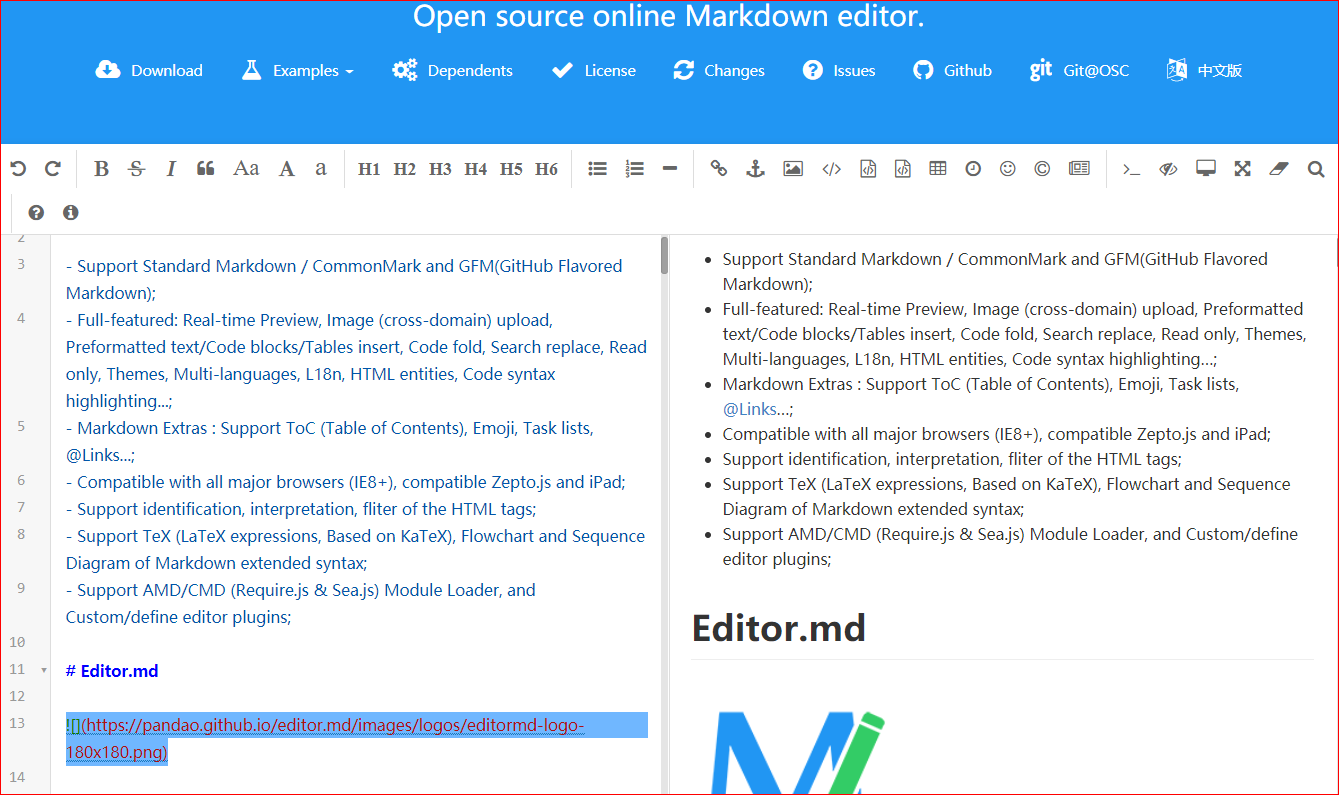 Open source online Markdown editor.
Download Examples Dependents License Changes Issues Github git Git@OSC 中文版
B S I Aa A a H1 H2 H3 H4 H5 H6
2
3 - Support Standard Markdown / CommonMark and GFM(GitHub Flavored
Markdown);
4 - Full-featured: Real-time Preview, Image (cross-domain) upload,
Preformatted text/Code blocks/Tables insert, Code fold, Search replace, Read
only, Themes, Multi-languages, L18n, HTML entities, Code syntax
highlighting...;
5 - Markdown Extras : Support ToC (Table of Contents), Emoji, Task lists,
@Links...;
6 - Compatible with all major browsers (IE8+), compatible Zepto.js and iPad;
7 - Support identification, interpretation, fliter of the HTML tags;
8 - Support TeX (LaTeX expressions, Based on KaTeX), Flowchart and Sequence
Diagram of Markdown extended syntax;
9 - Support AMD/CMD (Require.js & Sea.js) Module Loader, and
Custom/define editor plugins;
10
11 # Editor.md
12
13 ![](https://pandao.github.io/editor.md/images/logos/editormd-logo-
180x180.png)
14
• Support Standard Markdown / CommonMark and GFM(GitHub Flavored
Markdown);
• Full-featured: Real-time Preview, Image (cross-domain) upload, Preformatted
text/Code blocks/Tables insert, Code fold, Search replace, Read only, Themes,
Multi-languages, L18n, HTML entities, Code syntax highlighting...;
• Markdown Extras : Support ToC (Table of Contents), Emoji, Task lists,
@Links...;
• Compatible with all major browsers (IE8+), compatible Zepto.js and iPad;
• Support identification, interpretation, fliter of the HTML tags;
• Support TeX (LaTeX expressions, Based on KaTeX), Flowchart and Sequence
Diagram of Markdown extended syntax;
• Support AMD/CMD (Require.js & Sea.js) Module Loader, and Custom/define
editor plugins;
Editor.md